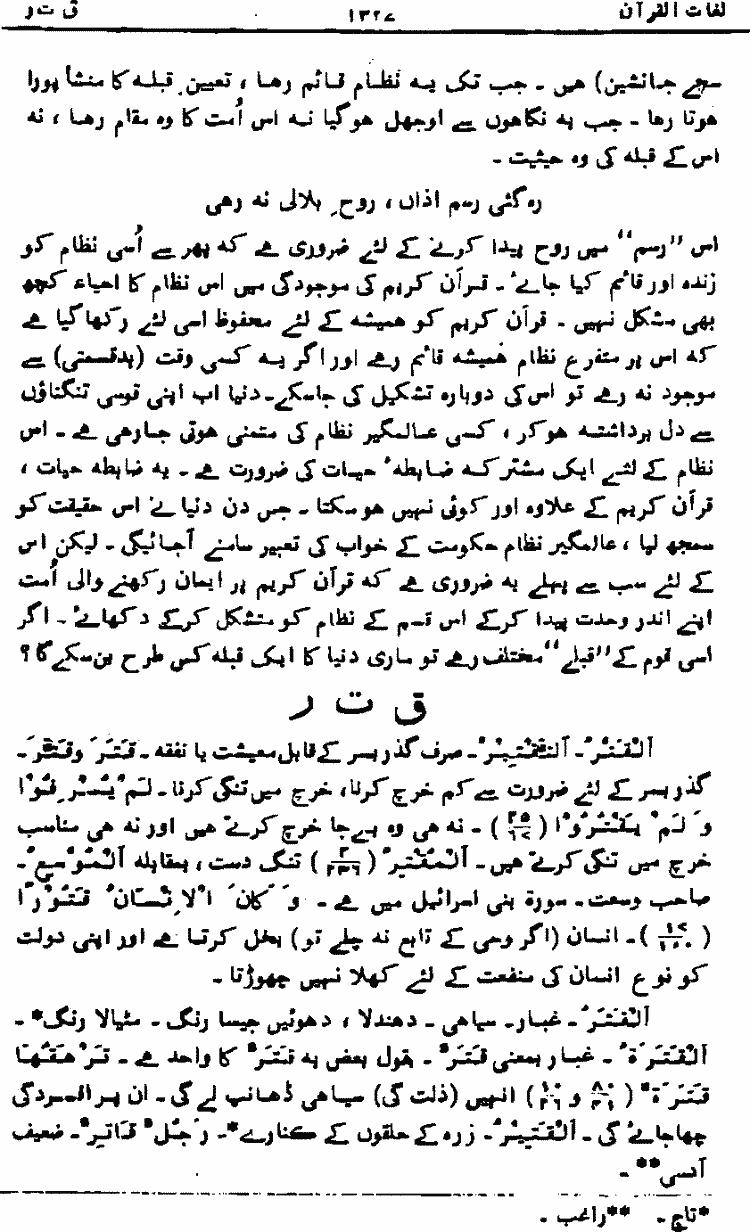 لغات القرآن ۱۳۲۷ ق ت ر
سچے جانشین) ھیں ۔ جب تک یہ نظام قائم رھا ، تعیینِ قبلہ کا منشأ پورا
ھوتا رھا ۔ جب یہ نگاھوں سے اوجھل ھوگیا نہ اس اُمت کا وہ مقام رھا ، نہ
اس کے قبلہ کی وہ حیثیت ۔
رہ گئی رسم اذاں ، روحِ بلالی نہ رھی
اس ”رسم“ میں روح پیدا کرنے کے لئے ضروری ھے کہ پھر سے اُسی نظام کو
زندہ اور قائم کیا جائے ۔ قرآن کریم کی موجودگی میں اس نظام کا احیاء کچھ
بھی مشکل نہیں ۔ قرآن کریم کو ھمیشہ کے لئے محفوظ اسی لئے رکھا گیا ھے
کہ اس پر متفرع نظام ھمیشہ قائم رھے اور اگر یہ کسی وقت (بدقسمتی) سے
موجود نہ رھے تو اس کی دوبارہ تشکیل کی جاسکے ۔ دنیا اب اپنی قومی تنگناؤں
سے دل برداشتہ ھوکر ، کسی عالمگیر نظام کی متمنی ھوتی جارھی ھے ۔ اس
نظام کے لئے ایک مشترکہ ضابطہٴ حیات کی ضرورت ھے ۔ یہ ضابطہ حیات ،
قرآن کریم کے علاوہ اور کوئی نہیں ھوسکتا ۔ جس دن دنیا نے اس حقیقت کو
سمجھ لیا ، عالمگیر نظام حکومت کے خواب کی تعبیر سامنے آجائیگی ۔ لیکن اس
کے لئے سب سے پہلے یہ ضروری ھے کہ قرآن کریم پر ایمان رکھنے والی اُمت
اپنے اندر وحدت پیدا کرکے اس قسم کے نظام کو متشکل کرکے دکھائے ۔ اگر
اسی قوم کے ”قبلے“ مختلف رھے تو ساری دنیا کا ایک قبلہ کس طرح بن سکے گا ؟
ق ت ر
اَلْقَتْرُ ۔ اَلتَّقْتِیْرُ ۔ صرف گذر بسر کے قابل معیشت یا نفقہ ۔ قَتَرَ وقَتَّرَ ۔
گذر بسر کے لئے ضرورت سے کم خرچ کرنا ، خرچ میں تنگی کرنا ۔ لَمْ یُسْرِفُوْا
وَ لَمْ یَقْتُرُوْا (۲۵/۶۷) ۔ نہ ھی وہ بے جا خرچ کرتے ھیں اور نہ ھی مناسب
خرچ میں تنگی کرتے ھیں ۔ اَلْمُقْتِرُ (۲/۲۳۶) تنگ دست ، بمقابلہ اَلْمُوْسِعُ ۔
صاحب وسعت ۔ سورة بنی اسرائیل میں ھے ۔ وَ کَانَ الْاِنْسَانُ قَتُوْرًا
(۱۷/۱۰۰) ۔ انسان (اگر وحی کے تابع نہ چلے تو) بخل کرتا ھے اور اپنی دولت
کو نوع انسان کی منفعت کے لئے کھلا نہیں چھوڑتا ۔
اَلْقَتَرُ ۔ غبار ۔ سیاھی ۔ دھندلا ، دھوئیں جیسا رنگ ۔ مٹیالا رنگ* ۔
اَلْقَتَرَةُ ۔ غبار بمعنی قَتَرٌ ۔ بقول بعض یہ قَتَرٌ کا واحد ھے ۔ تَرْھَقُھَا
قَتَرَةٌ (۸۰/۴۱ و ۱۰/۲۶) انہیں (ذلت کی) سیاھی ڈھانپ لے گی ۔ ان پر افسردگی
چھاجائے گی ۔ اَلْقَتِیْرُ ۔ زرہ کے حلقوں کے کنارے* ۔ رَجُلٌ قَاتِرٌ ۔ ضعیف
آدمی** ۔
*تاج ۔ **راغب ۔